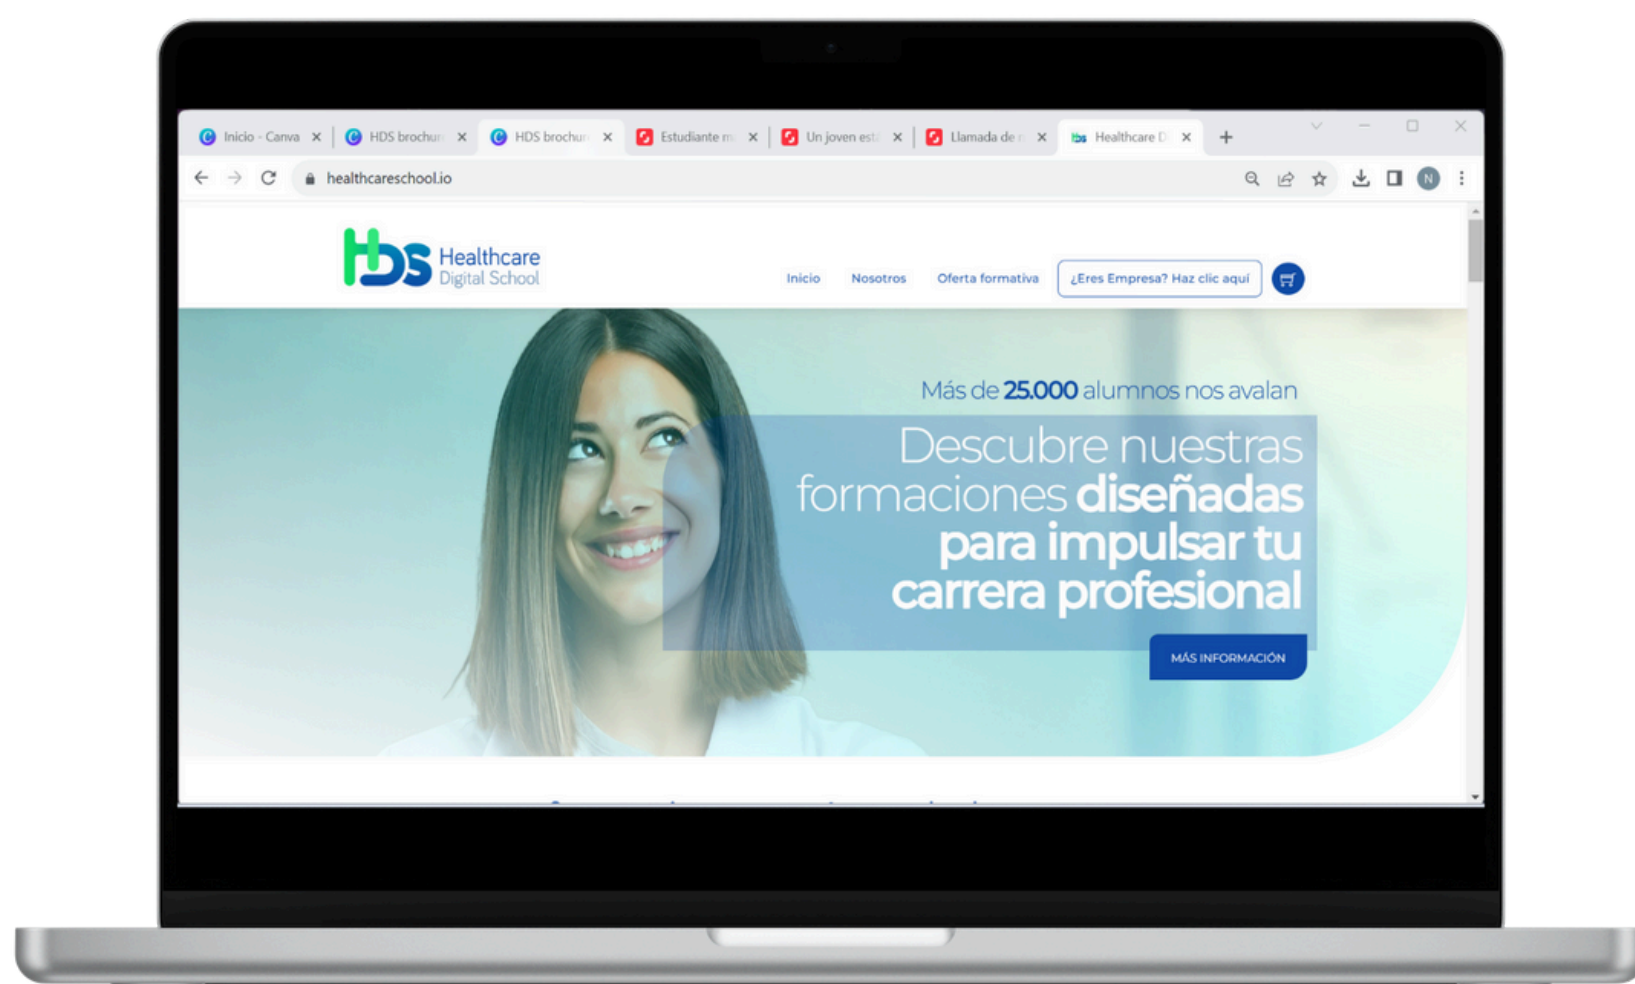 Inicio - Canva
HDS brochur
HDS brochur
Estudiante m
Un joven est
Llamada de n
Healthcare D
healthcareschool.io
N
HDS Healthcare
Digital School
Inicio
Nosotros
Oferta formativa
¿Eres Empresa? Haz clic aquí
Más de 25.000 alumnos nos avalan
Descubre nuestras
formaciones diseñadas
para impulsar tu
carrera profesional
MÁS INFORMACIÓN